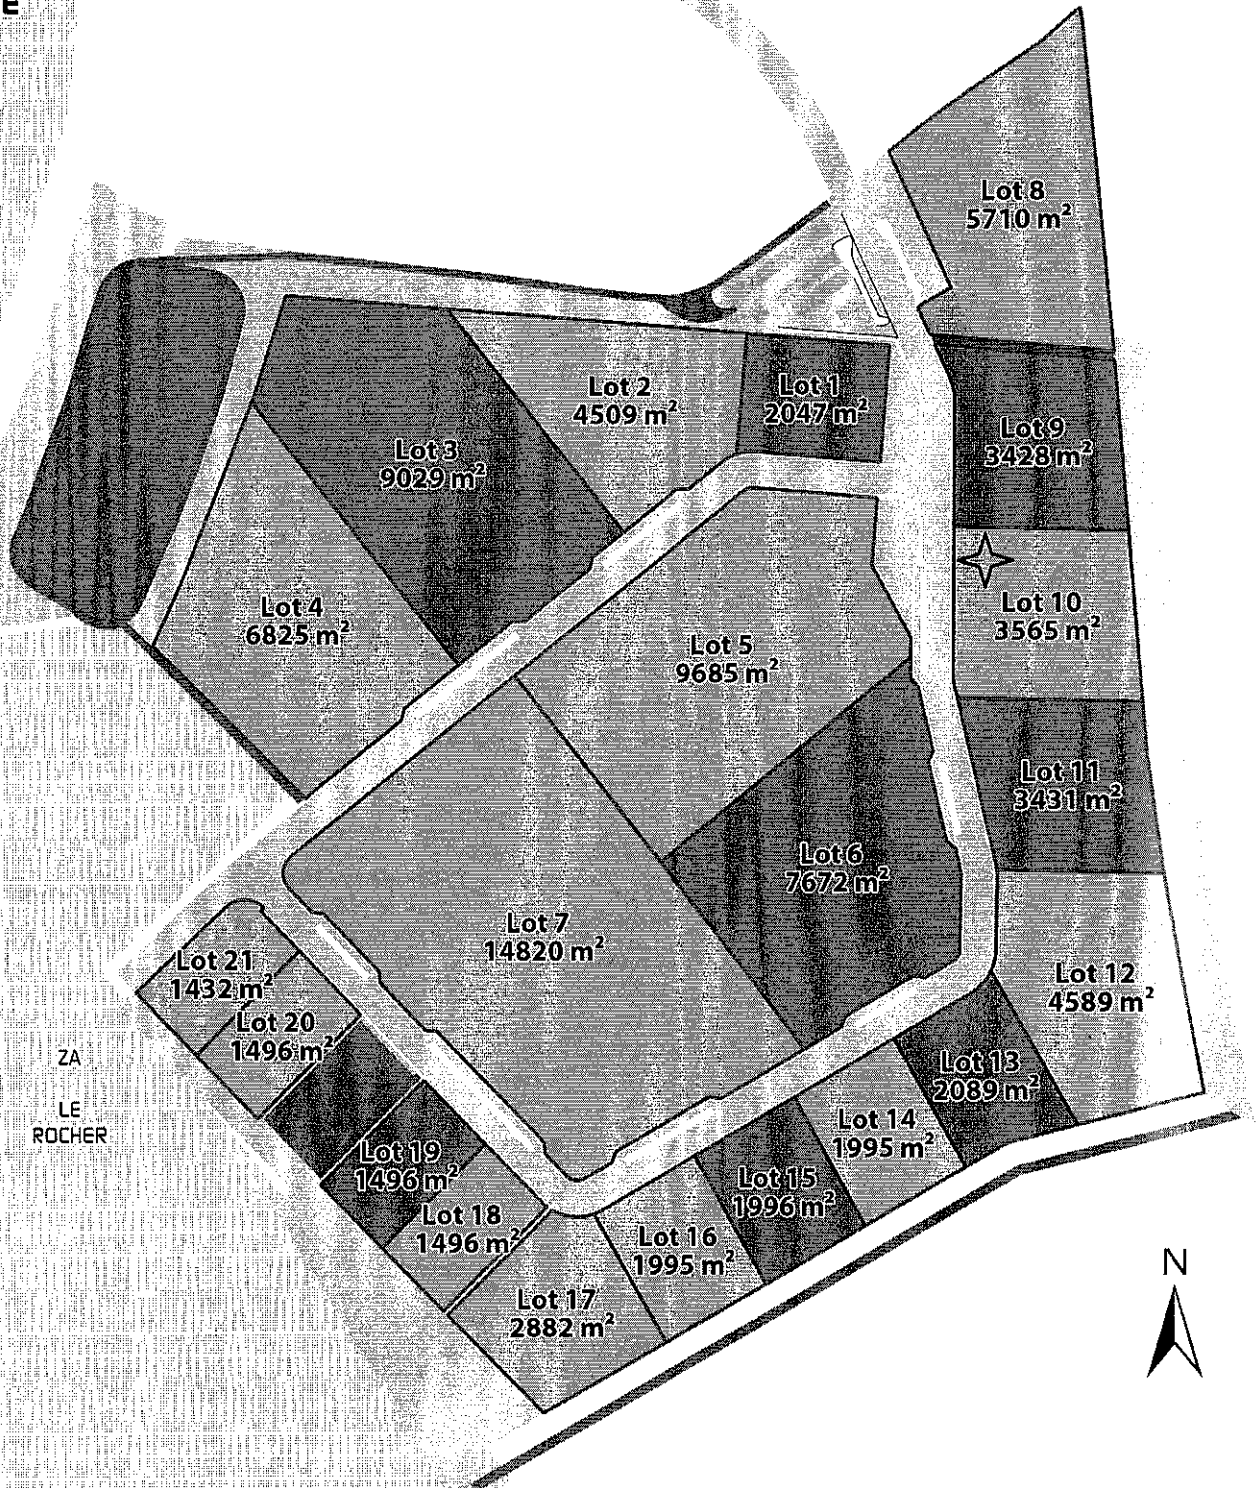 E
Lot 8
5710 m²
Lot 2
4509 m²
Lot 1
2047 m²
Lot 3
9029 m²
Lot 9
3428 m²
Lot 4
6825 m²
Lot 5
9685 m²
Lot 10
3565 m²
Lot 11
3431 m²
Lot 6
7672 m²
Lot 7
14820 m²
Lot 12
4589 m²
Lot 21
1432 m²
Lot 20
1496 m²
Lot 13
2089 m²
Lot 14
1995 m²
ZA
LE
ROCHER
Lot 19
1496 m²
Lot 15
1996 m²
Lot 18
1496 m²
Lot 16
1995 m²
Lot 17
2882 m²
N